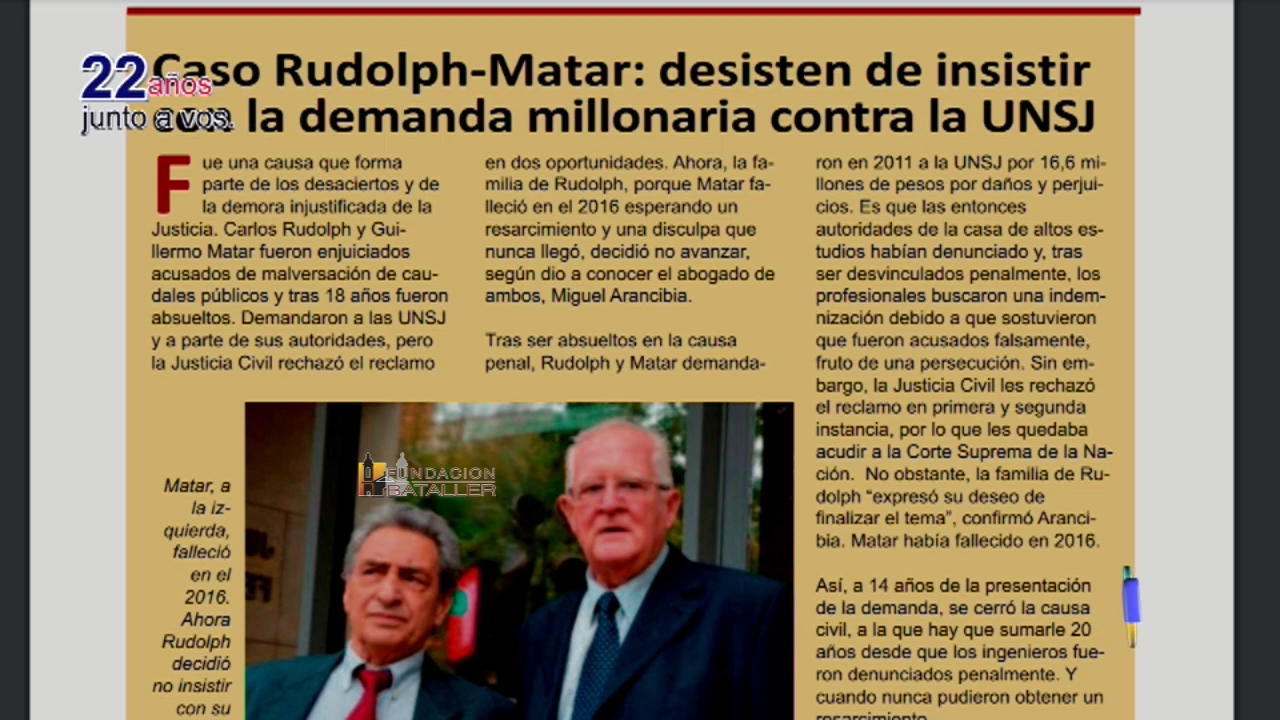 22 años
junto a vos.
Caso Rudolph-Matar: desisten de insistir
la demanda millonaria contra la UNSJ
Fue una causa que forma
parte de los desaciertos y de
la demora injustificada de la
Justicia. Carlos Rudolph y Gui-
llermo Matar fueron enjuiciados
acusados de malversación de cau-
dales públicos y tras 18 años fueron
absueltos. Demandaron a las UNSJ
y a parte de sus autoridades, pero
la Justicia Civil rechazó el reclamo
en dos oportunidades. Ahora, la fa-
milia de Rudolph, porque Matar fa-
lleció en el 2016 esperando un
resarcimiento y una disculpa que
nunca llegó, decidió no avanzar,
según dio a conocer el abogado de
ambos, Miguel Arancibia.
Tras ser absueltos en la causa
penal, Rudolph y Matar demanda-
ron en 2011 a la UNSJ por 16,6 mi-
llones de pesos por daños y perjui-
cios. Es que las entonces
autoridades de la casa de altos es-
tudios habían denunciado y, tras
ser desvinculados penalmente, los
profesionales buscaron una indem-
nización debido a que sostuvieron
que fueron acusados falsamente,
fruto de una persecución. Sin em-
bargo, la Justicia Civil les rechazó
el reclamo en primera y segunda
instancia, por lo que les quedaba
acudir a la Corte Suprema de la Na-
ción. No obstante, la familia de Ru-
dolph “expresó su deseo de
finalizar el tema”, confirmó Aranci-
bia. Matar había fallecido en 2016.
Así, a 14 años de la presentación
de la demanda, se cerró la causa
civil, a la que hay que sumarle 20
años desde que los ingenieros fue-
ron denunciados penalmente. Y
cuando nunca pudieron obtener un
resarcimiento
Matar, a
la iz-
quierda,
falleció
en el
2016.
Ahora
Rudolph
decidió
no insistir
con su
FUNDACION
BATALLER